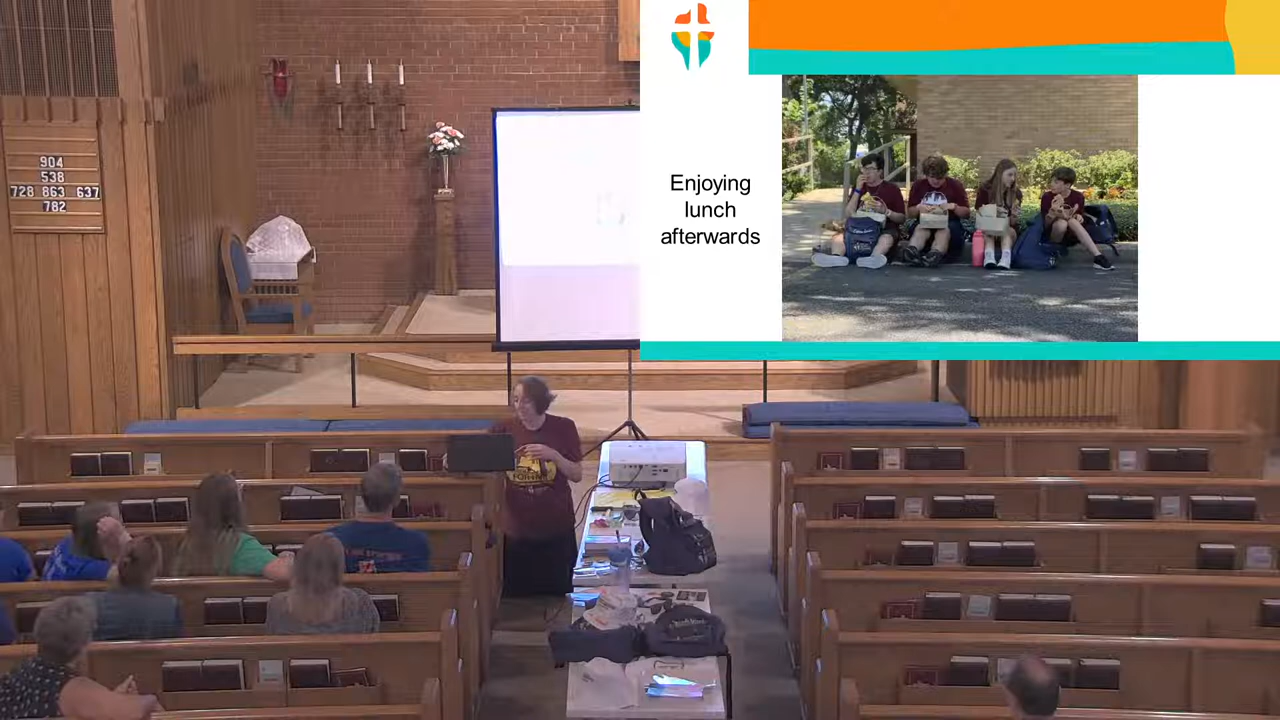 904
538
728 863 637
782
Enjoying
lunch
afterwards